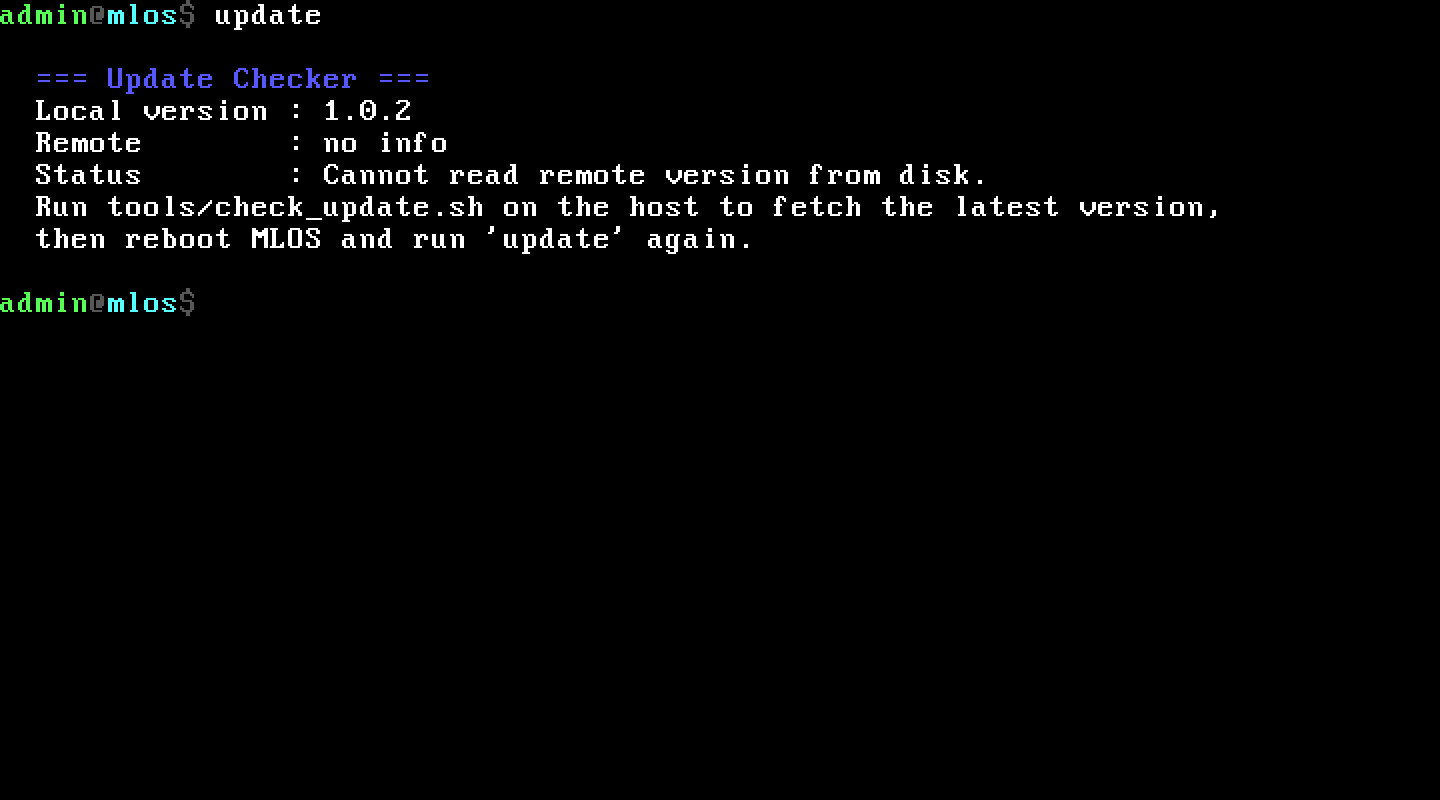 admin@mlos$ update
=== Update Checker ===
Local version : 1.0.2
Remote        : no info
Status        : Cannot read remote version from disk.
Run tools/check_update.sh on the host to fetch the latest version,
then reboot MLOS and run 'update' again.
admin@mlos$